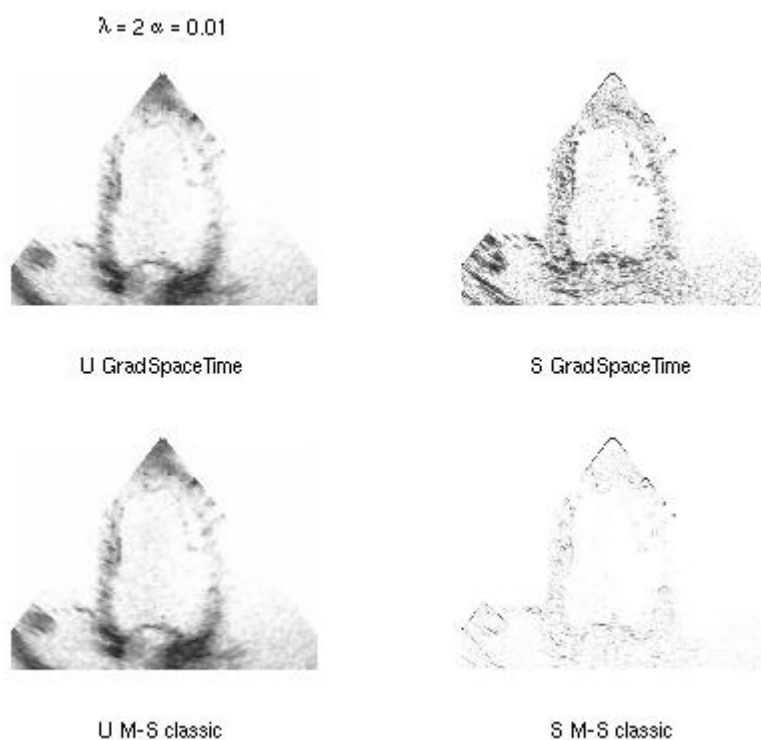 λ = 2 α = 0.01
U GradSpaceTime
S GradSpaceTime
U M-S classic
S M-S classic